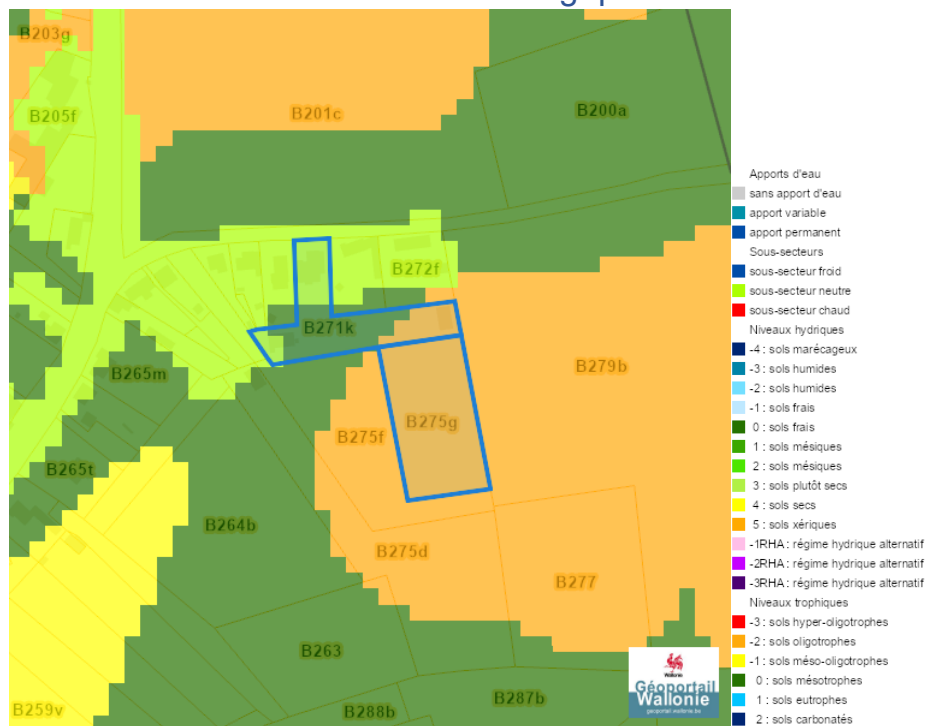 B203g
B205f
B201c
B200a
B272f
B271k
B265m
B279b
B275g
B275f
B265t
B264b
B275d
B277
B263
B287b
B288b
B259v
Wallonie
Géoportail
Wallonie
geoportail.wallonie.be
Apports d'eau
sans apport d'eau
apport variable
apport permanent
Sous-secteurs
sous-secteur froid
sous-secteur neutre
sous-secteur chaud
Niveaux hydriques
-4 : sols marécageux
-3 : sols humides
-2 : sols humides
-1 : sols frais
0 : sols frais
1 : sols mésiques
2 : sols mésiques
3 : sols plutôt secs
4 : sols secs
5 : sols xériques
-1RHA : régime hydrique alternatif
-2RHA : régime hydrique alternatif
-3RHA : régime hydrique alternatif
Niveaux trophiques
-3 : sols hyper-oligotrophes
-2 : sols oligotrophes
-1 : sols méso-oligotrophes
0 : sols mésotrophes
1 : sols eutrophes
2 : sols carbonatés